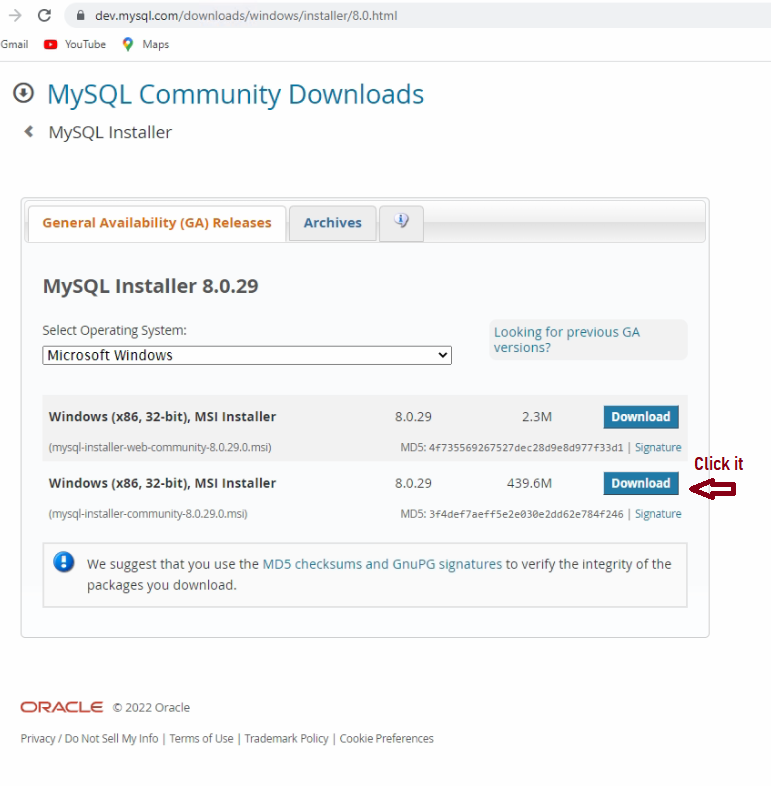 dev.mysql.com/downloads/windows/installer/8.0.html
Gmail YouTube Maps
MySQL Community Downloads
MySQL Installer
General Availability (GA) Releases Archives
MySQL Installer 8.0.29
Select Operating System:
Looking for previous GA
versions?
Microsoft Windows
Windows (x86, 32-bit), MSI Installer 8.0.29 2.3M Download
(mysql-installer-web-community-8.0.29.0.msi) MD5: 4f735569267527dec28d9e8d977f33d1 | Signature
Click it
Windows (x86, 32-bit), MSI Installer 8.0.29 439.6M Download
(mysql-installer-community-8.0.29.0.msi) MD5: 3f4def7aeff5e2e030e2dd62e784f246 | Signature
We suggest that you use the MD5 checksums and GnuPG signatures to verify the integrity of the
packages you download.
ORACLE © 2022 Oracle
Privacy / Do Not Sell My Info | Terms of Use | Trademark Policy | Cookie Preferences